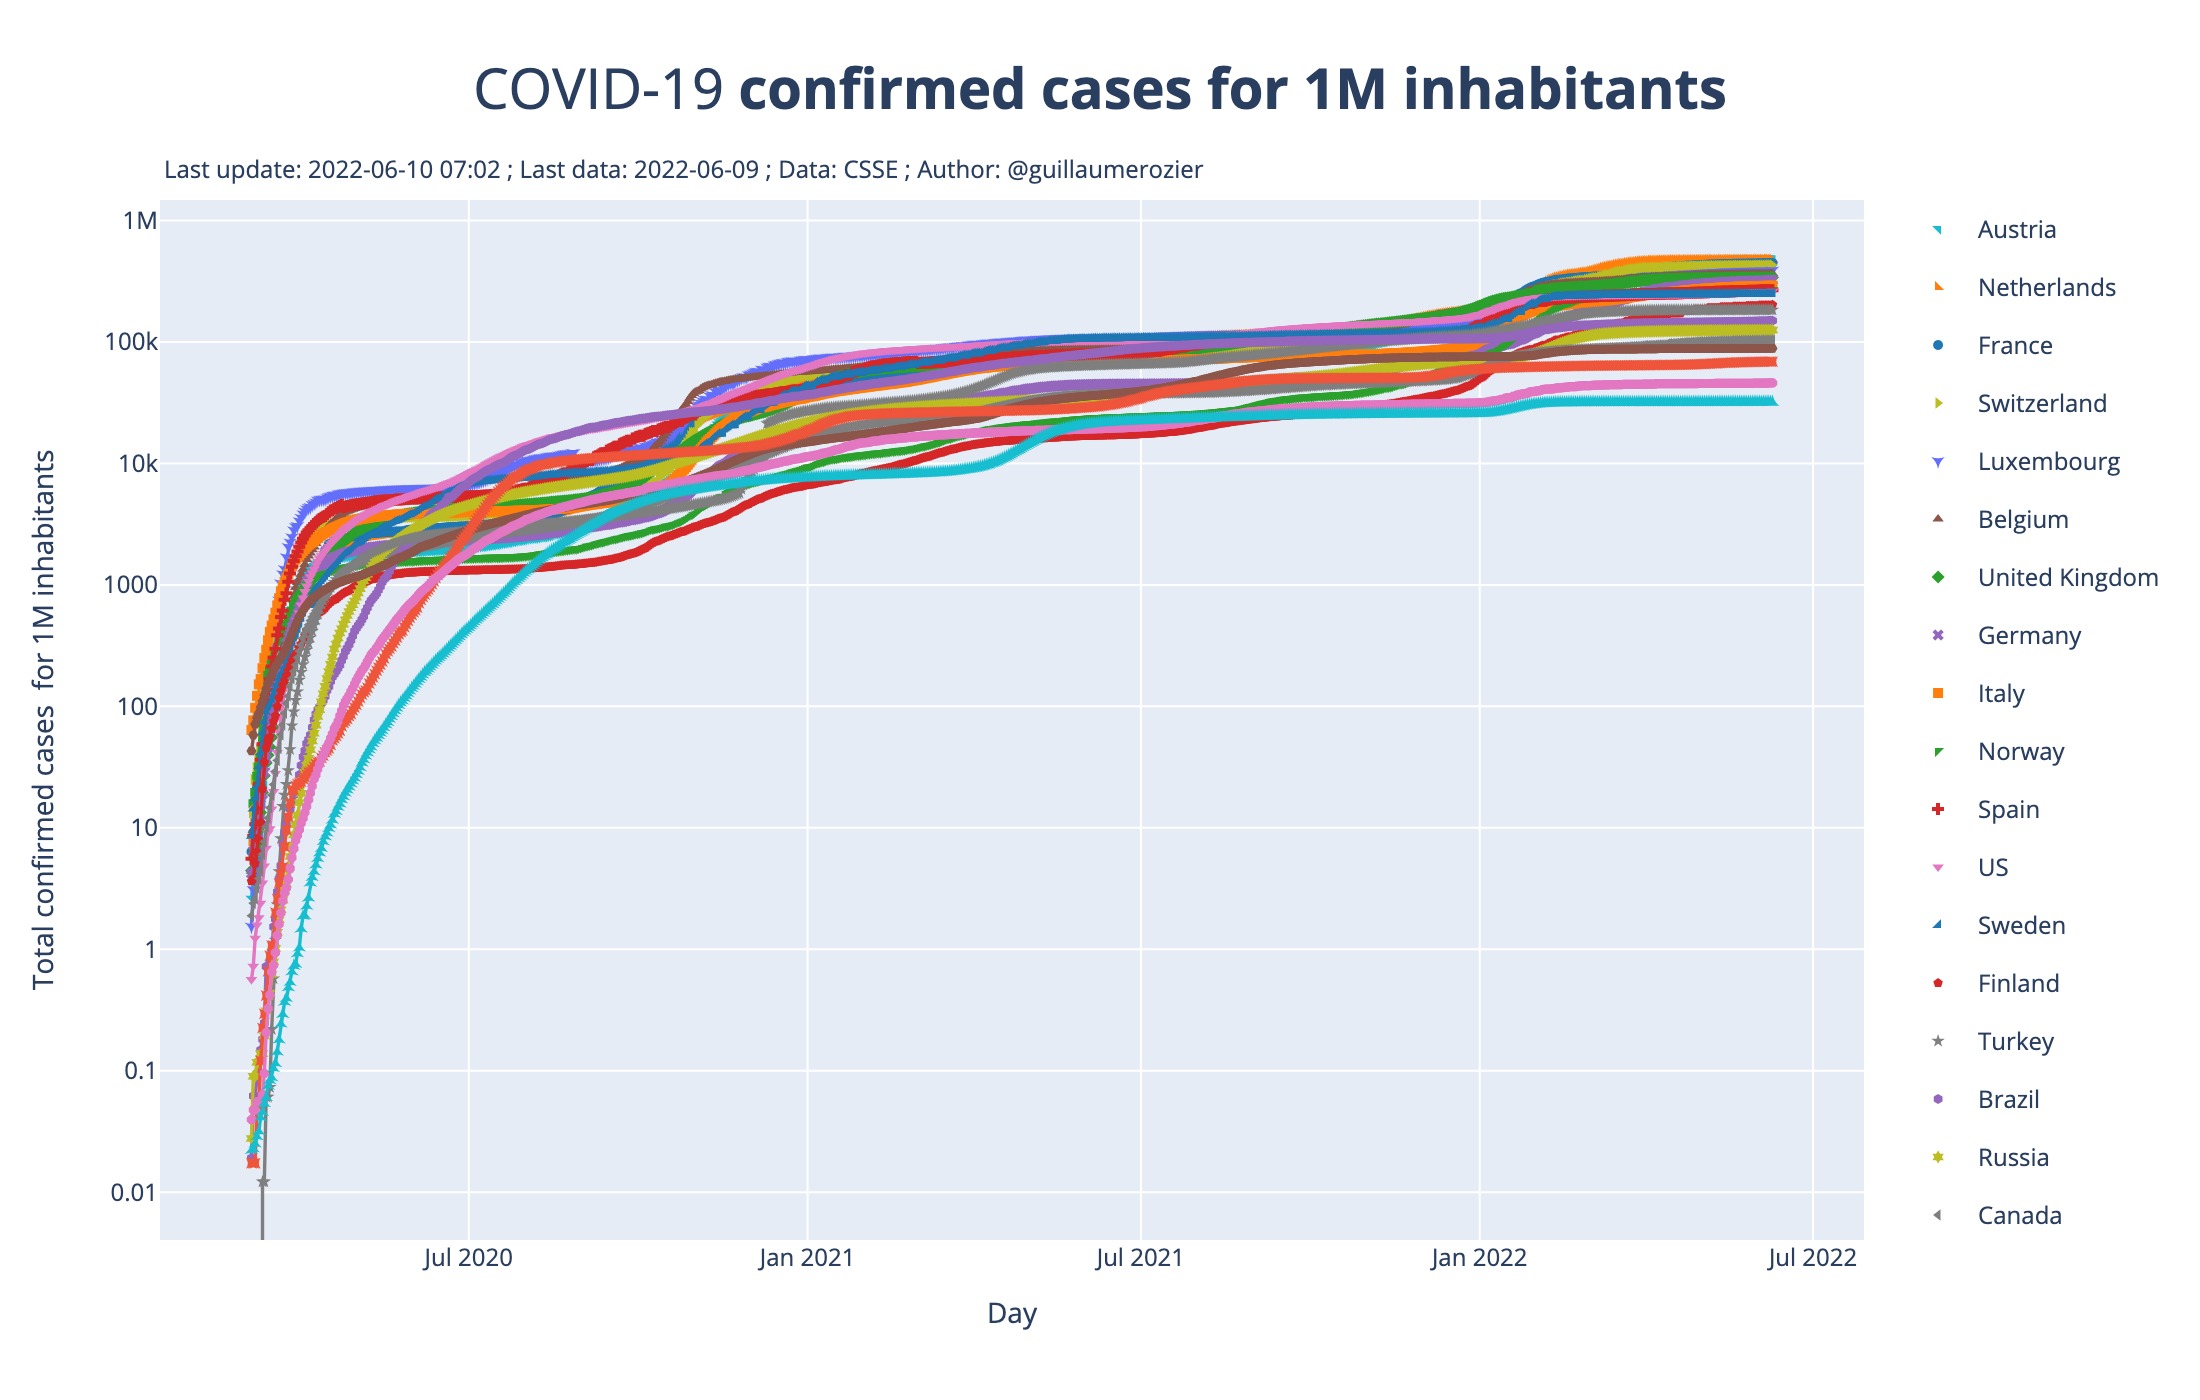 COVID-19 confirmed cases for 1M inhabitants
Last update: 2022-06-10 07:02 ; Last data: 2022-06-09 ; Data: CSSE ; Author: @guillaumerozier
Total confirmed cases for 1M inhabitants
1M
100k
10k
1000
100
10
1
0.1
0.01
Jul 2020
Jan 2021
Jul 2021
Jan 2022
Jul 2022
Day
Austria
Netherlands
France
Switzerland
Luxembourg
Belgium
United Kingdom
Germany
Italy
Norway
Spain
US
Sweden
Finland
Turkey
Brazil
Russia
Canada